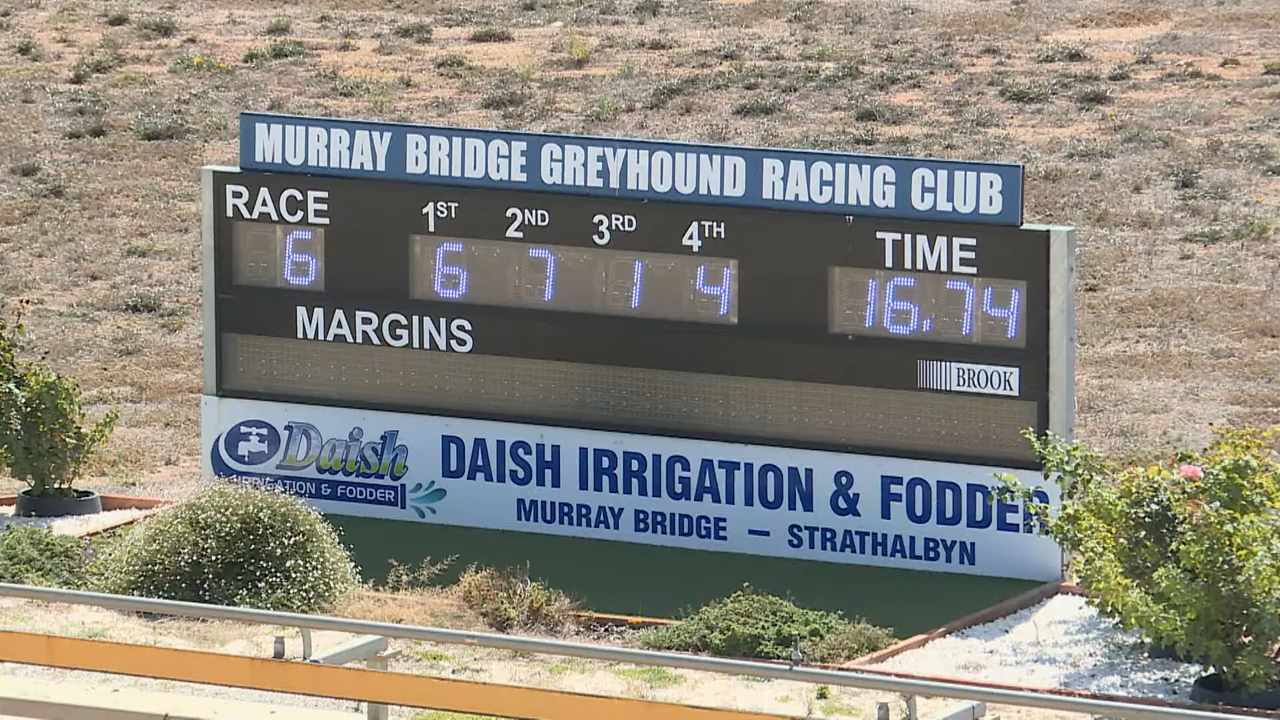 MURRAY BRIDGE GREYHOUND RACING CLUB
RACE 1ST 2ND 3RD 4TH TIME
6 6 7 1 4 16.74
MARGINS
BROOK
Daish
IRRIGATION & FODDER
DAISH IRRIGATION & FODDER
MURRAY BRIDGE – STRATHALBYN